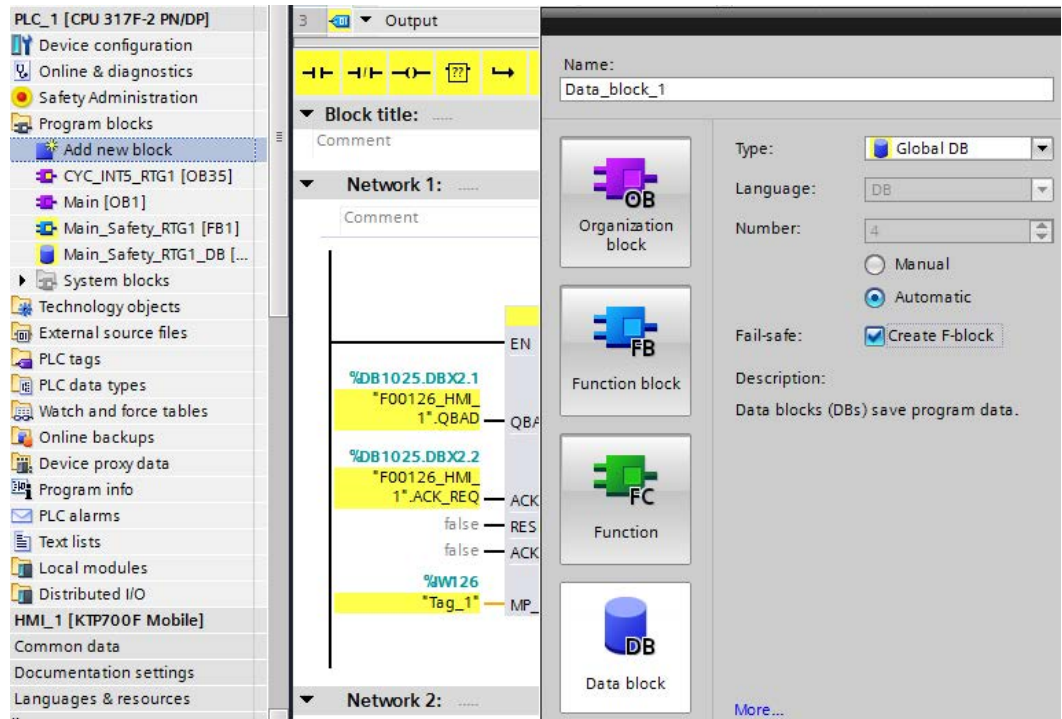 PLC_1 [CPU 317F-2 PN/DP]
Device configuration
Online & diagnostics
Safety Administration
Program blocks
Add new block
CYC_INT5_RTG1 [OB35]
Main [OB1]
Main_Safety_RTG1 [FB1]
Main_Safety_RTG1_DB [...
System blocks
Technology objects
External source files
PLC tags
PLC data types
Watch and force tables
Online backups
Device proxy data
Program info
PLC alarms
Text lists
Local modules
Distributed I/O
HMI_1 [KTP700F Mobile]
Common data
Documentation settings
Languages & resources
3 Output
??
Block title: .....
Comment
Network 1: .....
Comment
EN
%DB1025.DBX2.1
"F00126_HMI_
1".QBAD
QBA
%DB1025.DBX2.2
"F00126_HMI_
1".ACK_REQ
ACK
false RES
false ACK
%IW126
"Tag_1" MP_
Network 2: .....
Name:
Data_block_1
OB
Organization
block
FB
Function block
FC
Function
DB
Data block
Type: Global DB
Language: DB
Number: 4
Manual
Automatic
Fail-safe: Create F-block
Description:
Data blocks (DBs) save program data.
More...